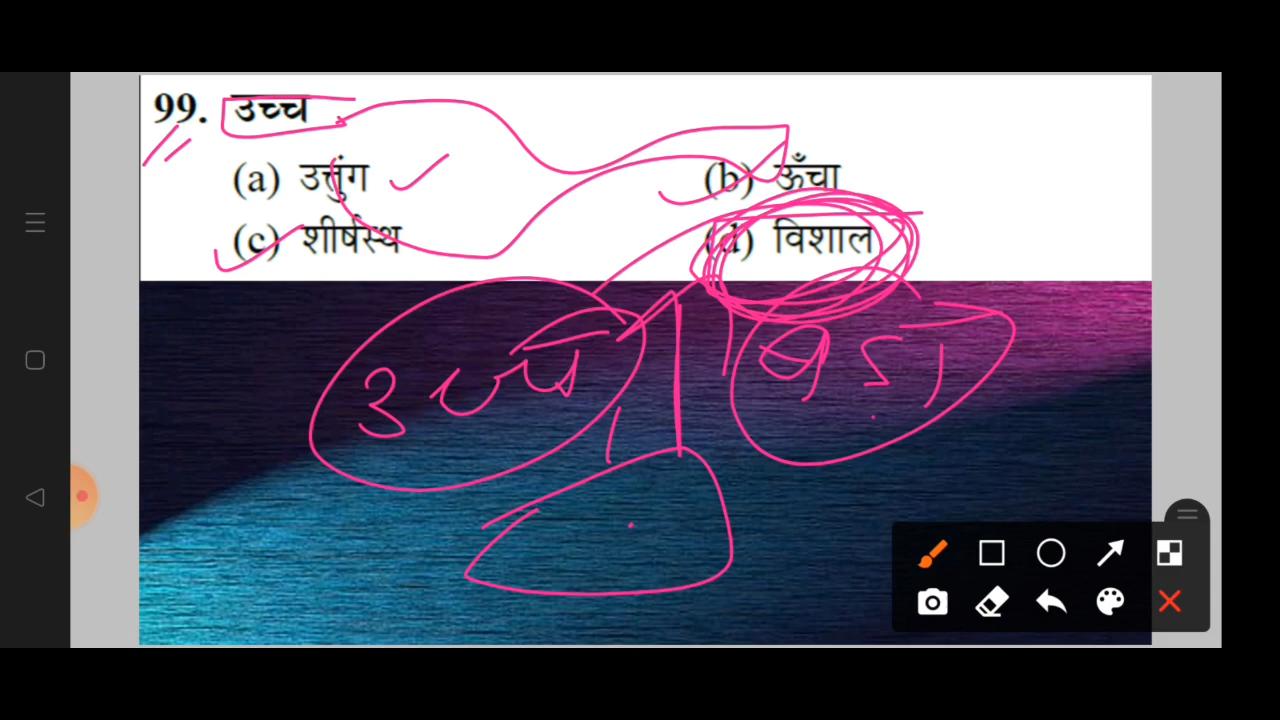 99. उच्च
(a) उत्तुंग (b) ऊँचा
(c) शीर्षस्थ (d) विशाल
उच्च बड़ा